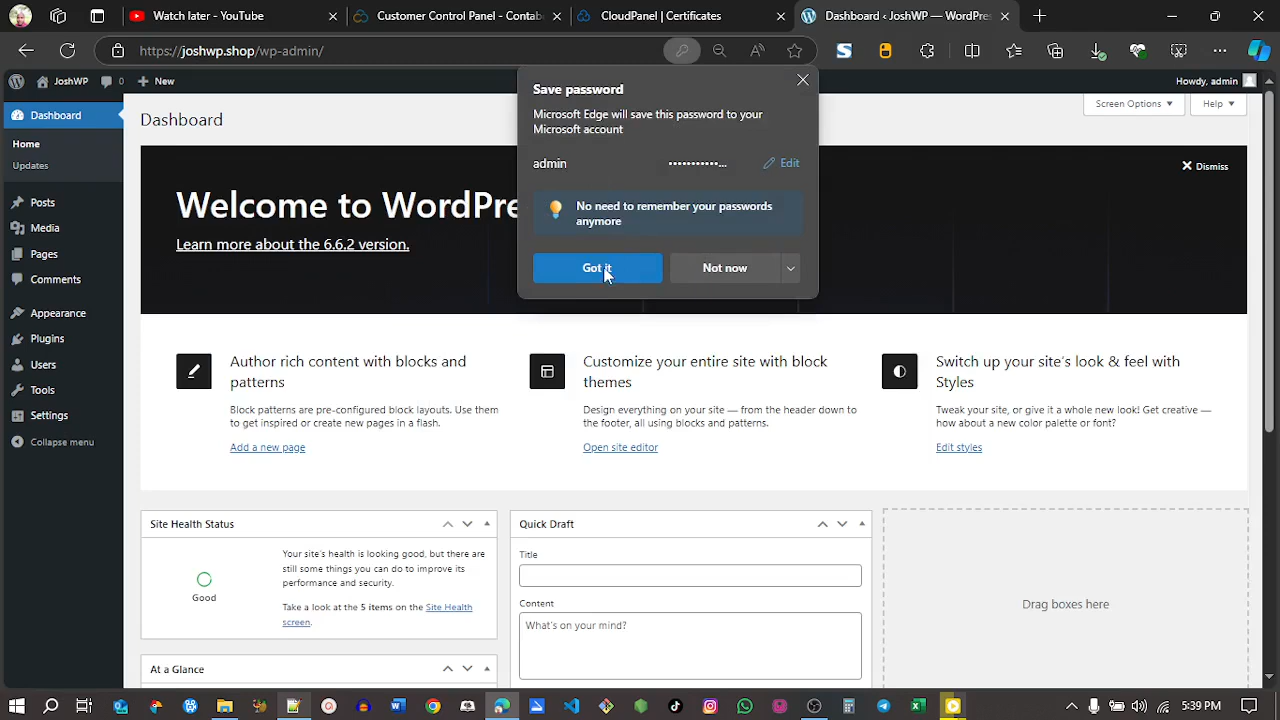 Watch later - YouTube
Customer Control Panel - Contab
CloudPanel | Certificates
Dashboard ‹ JoshWP — WordPres
https://joshwp.shop/wp-admin/
JoshWP
0
New
Howdy, admin
Save password
Microsoft Edge will save this password to your
Microsoft account
admin
Edit
No need to remember your passwords
anymore
Got it
Not now
Screen Options
Help
Dashboard
Home
Updates
Posts
Media
Pages
Comments
Appearance
Plugins
Users
Tools
Settings
Collapse menu
Dashboard
Dismiss
Welcome to WordPre
Learn more about the 6.6.2 version.
Author rich content with blocks and
patterns
Block patterns are pre-configured block layouts. Use them
to get inspired or create new pages in a flash.
Add a new page
Customize your entire site with block
themes
Design everything on your site — from the header down to
the footer, all using blocks and patterns.
Open site editor
Switch up your site's look & feel with
Styles
Tweak your site, or give it a whole new look! Get creative —
how about a new color palette or font?
Edit styles
Site Health Status
Good
Your site's health is looking good, but there are
still some things you can do to improve its
performance and security.
Take a look at the 5 items on the Site Health
screen.
At a Glance
Quick Draft
Title
Content
What's on your mind?
Drag boxes here
5:39 PM